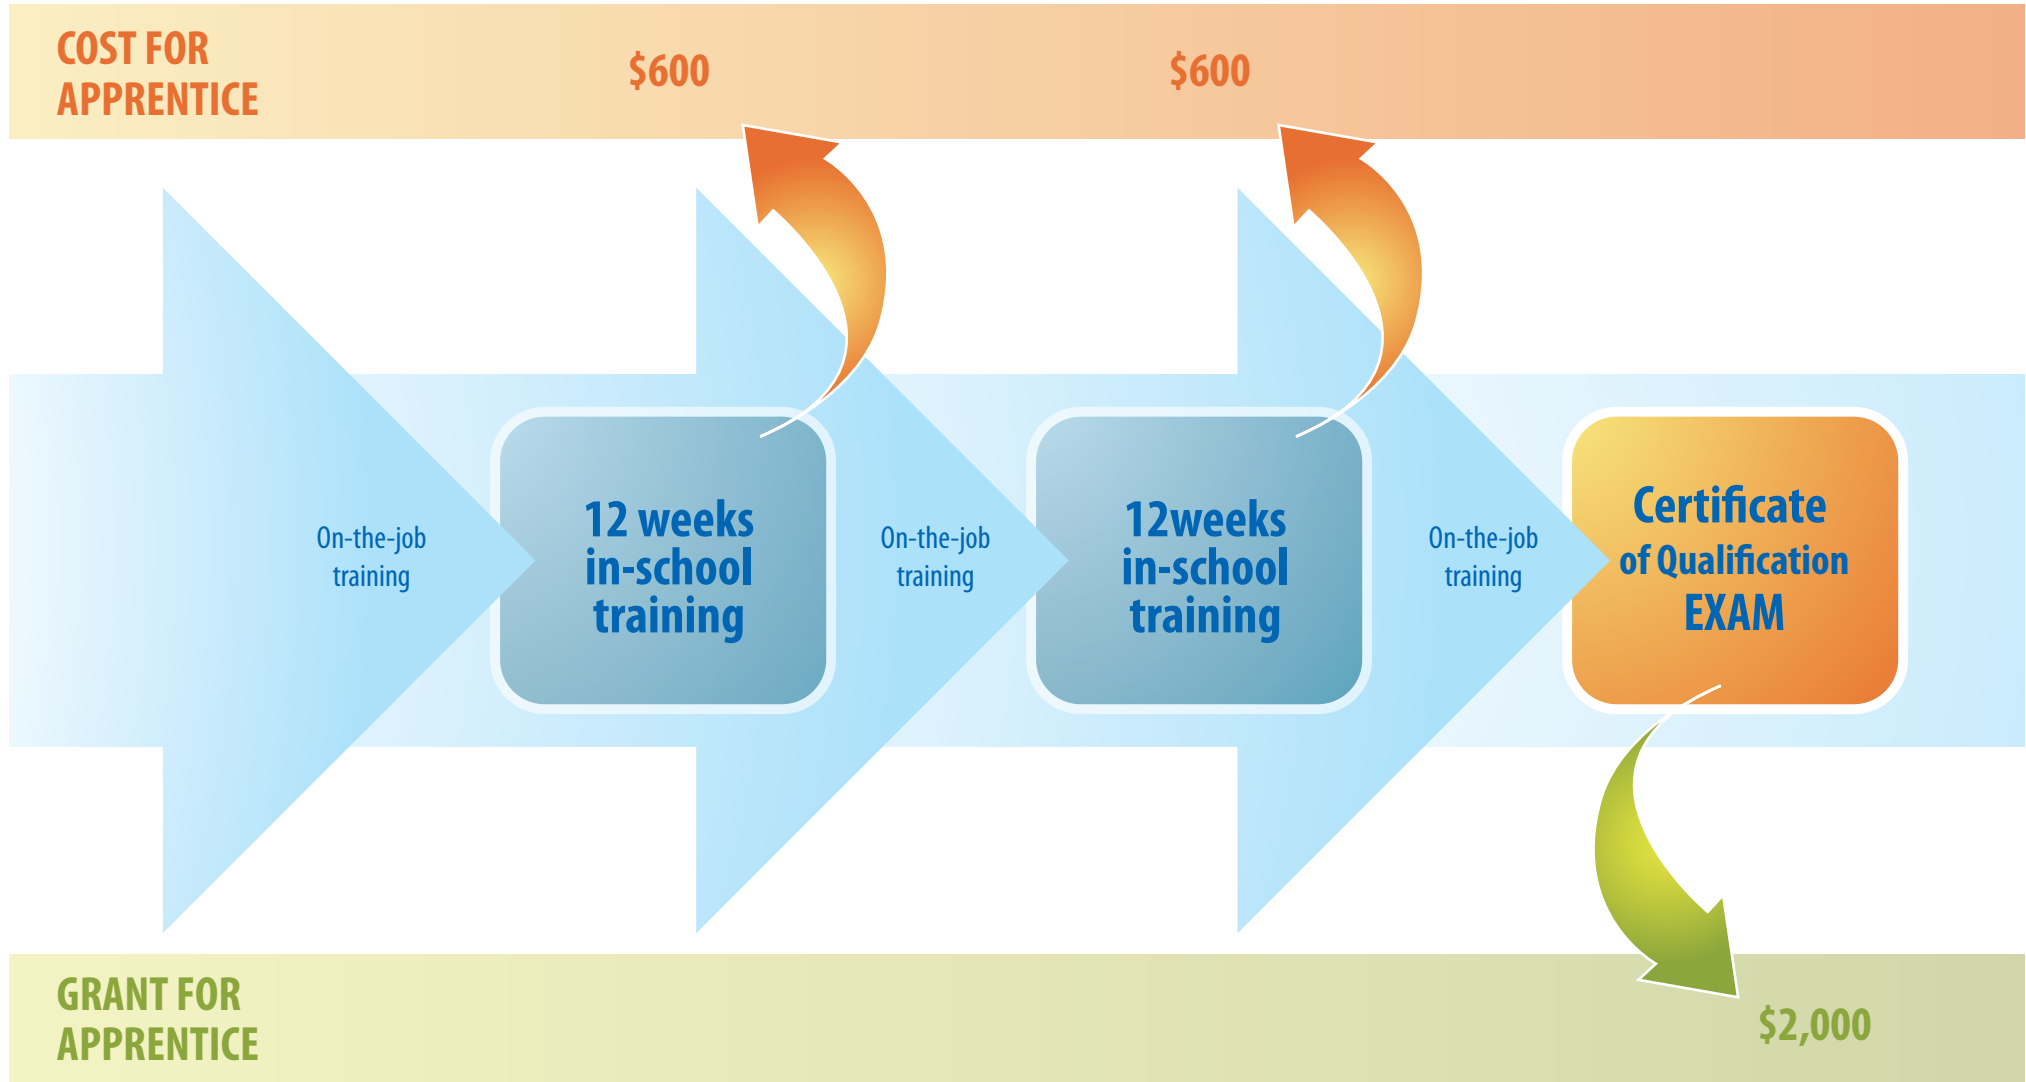 COST FOR
APPRENTICE
$600
$600
On-the-job
training
12 weeks
in-school
training
On-the-job
training
12weeks
in-school
training
On-the-job
training
Certificate
of Qualification
EXAM
GRANT FOR
APPRENTICE
$2,000